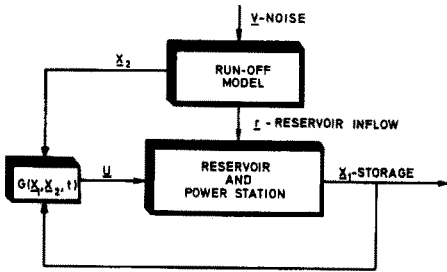 v-NOISE
x2
RUN-OFF
MODEL
r - RESERVOIR INFLOW
G(x1,x2,t)
u
RESERVOIR
AND
POWER STATION
x1-STORAGE